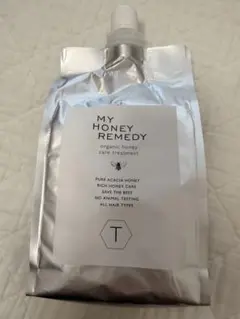 MY
HONEY
REMEDY
organic honey
care treatment
PURE ACACIA HONEY
RICH HONEY CARE
SAVE THE BEE
NO ANIMAL TESTING
ALL HAIR TYPES
T